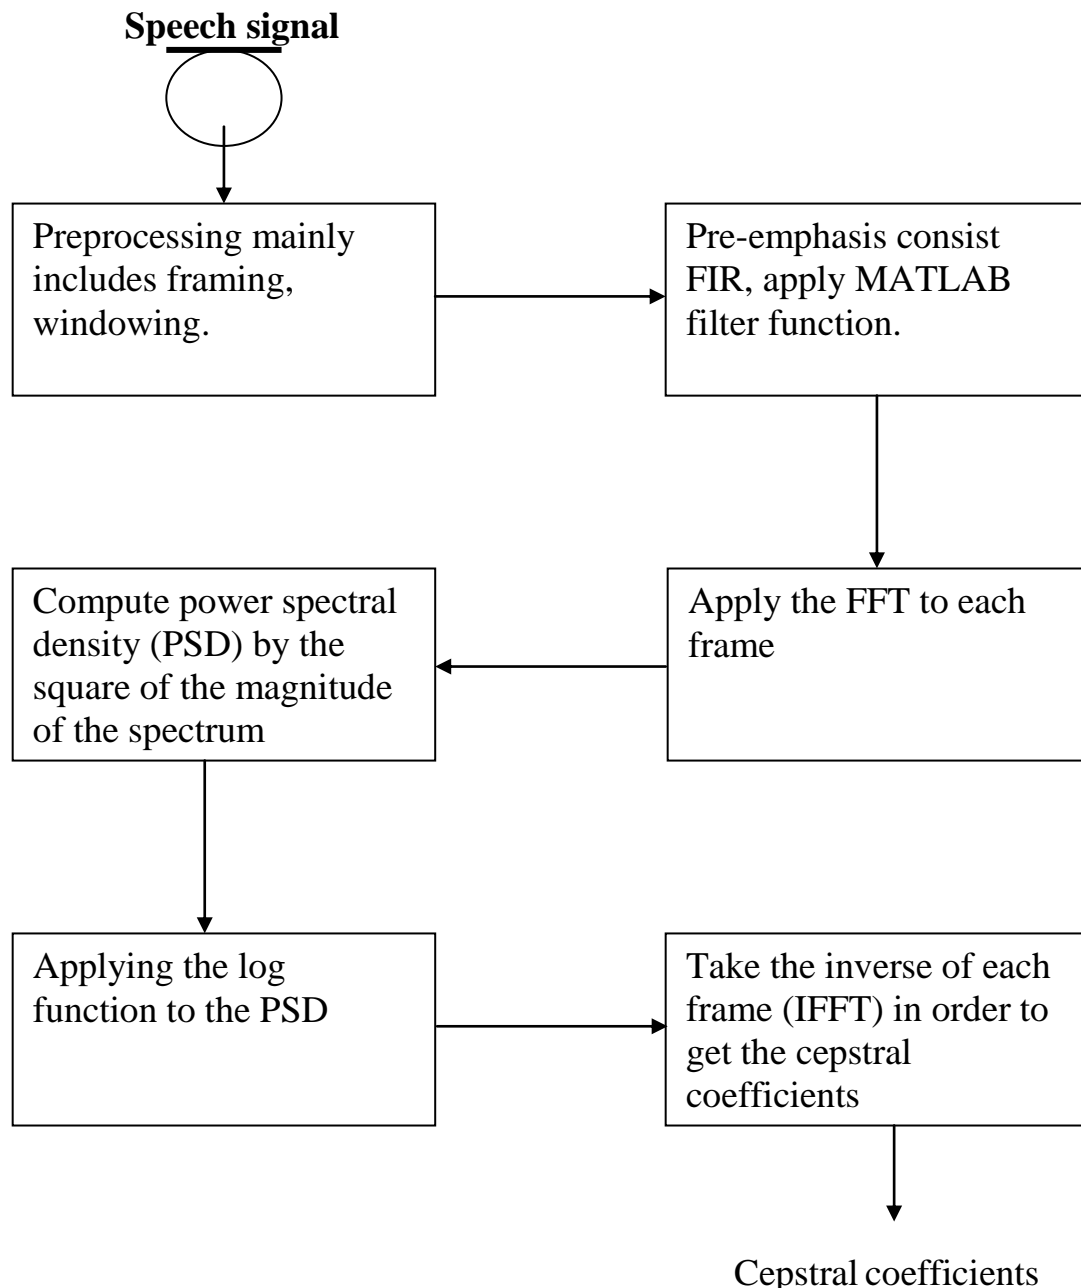 Speech signal
Preprocessing mainly
includes framing,
windowing.
Pre-emphasis consist
FIR, apply MATLAB
filter function.
Apply the FFT to each
frame
Compute power spectral
density (PSD) by the
square of the magnitude
of the spectrum
Applying the log
function to the PSD
Take the inverse of each
frame (IFFT) in order to
get the cepstral
coefficients
Cepstral coefficients